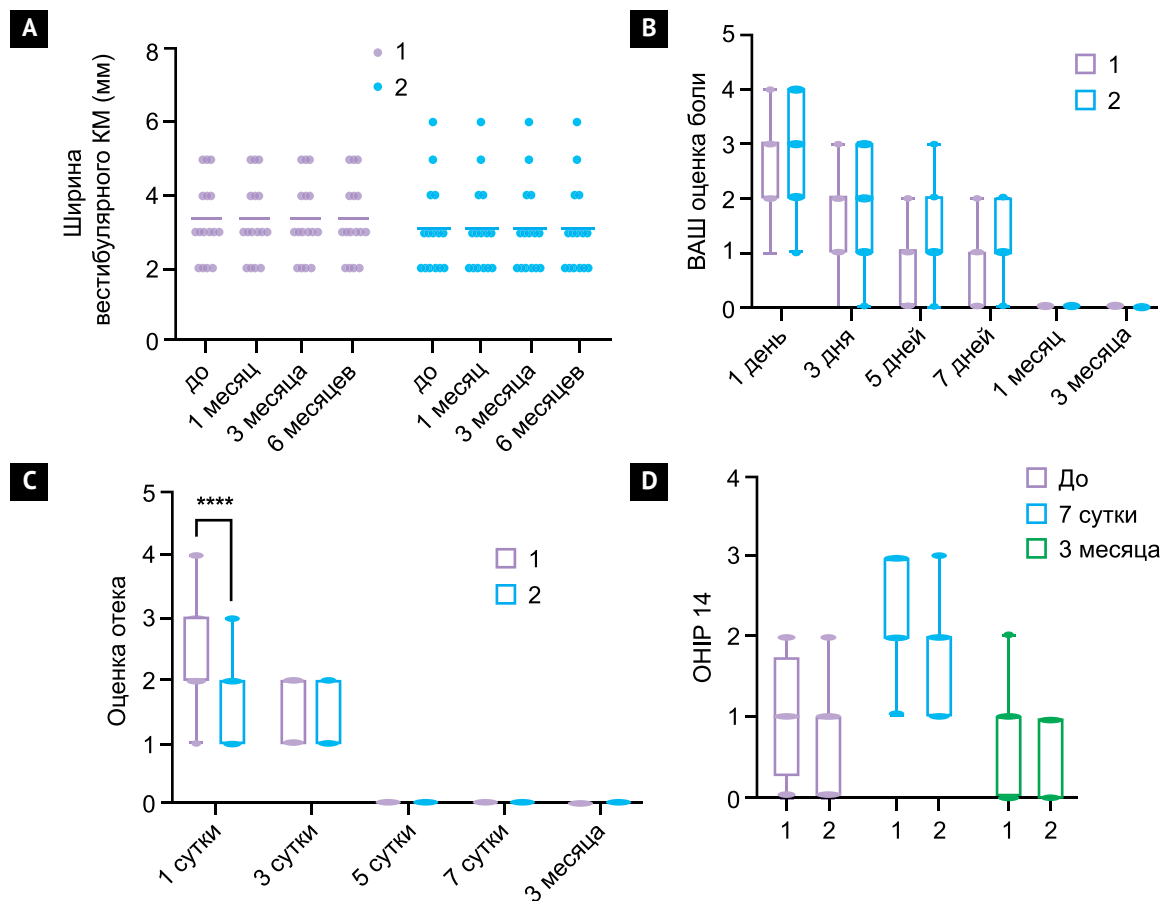 A
Ширина
вестибулярного КМ (мм)
8
6
4
2
0
1
2
до
1 месяц
3 месяца
6 месяцев
до
1 месяц
3 месяца
6 месяцев
B
ВАШ оценка боли
5
4
3
2
1
0
1
2
1 день
3 дня
5 дней
7 дней
1 месяц
3 месяца
C
Оценка отека
5
4
3
2
1
0
****
1
2
1 сутки
3 сутки
5 сутки
7 сутки
3 месяца
D
OHIP 14
4
3
2
1
0
До
7 сутки
3 месяца
1
2
1
2
1
2